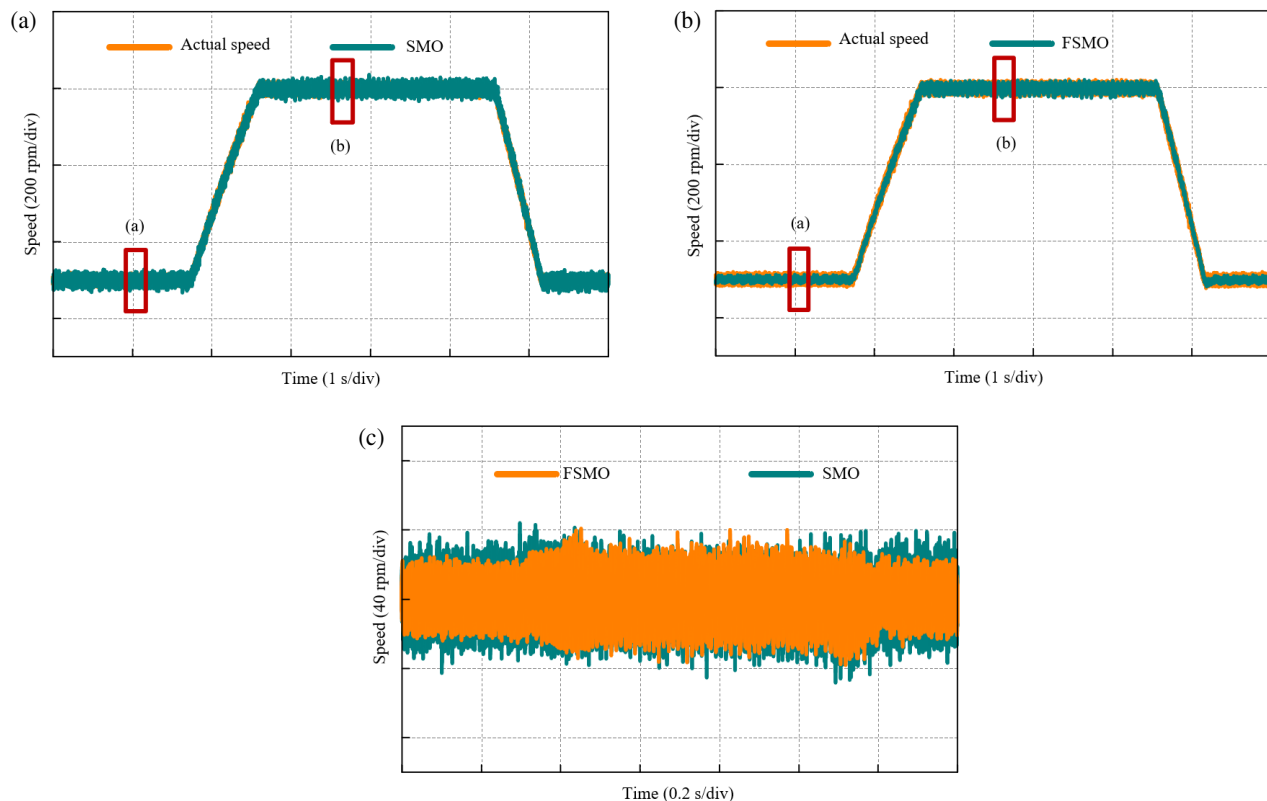 (a)
Actual speed
SMO
(b)
(a)
Speed (200 rpm/div)
Time (1 s/div)
(b)
Actual speed
FSMO
(b)
(a)
Speed (200 rpm/div)
Time (1 s/div)
(c)
FSMO
SMO
Speed (40 rpm/div)
Time (0.2 s/div)